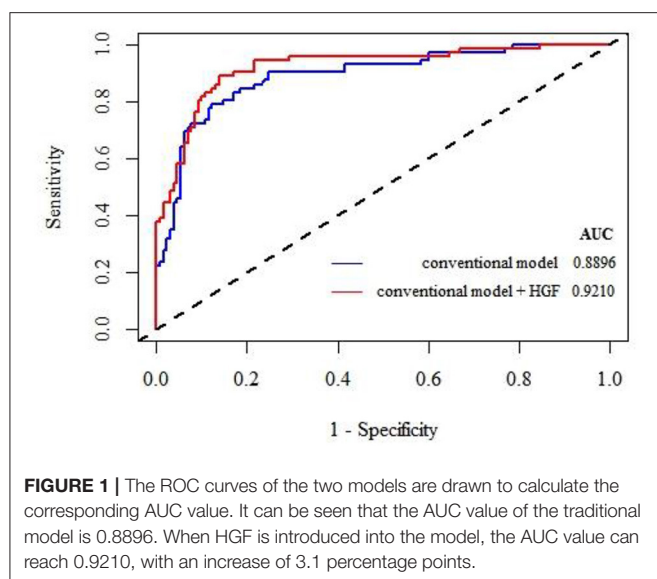 1.0
0.8
0.6
0.4
0.2
0.0
Sensitivity
AUC
conventional model 0.8896
conventional model + HGF 0.9210
0.0 0.2 0.4 0.6 0.8 1.0
1 - Specificity
FIGURE 1 | The ROC curves of the two models are drawn to calculate the
corresponding AUC value. It can be seen that the AUC value of the traditional
model is 0.8896. When HGF is introduced into the model, the AUC value can
reach 0.9210, with an increase of 3.1 percentage points.